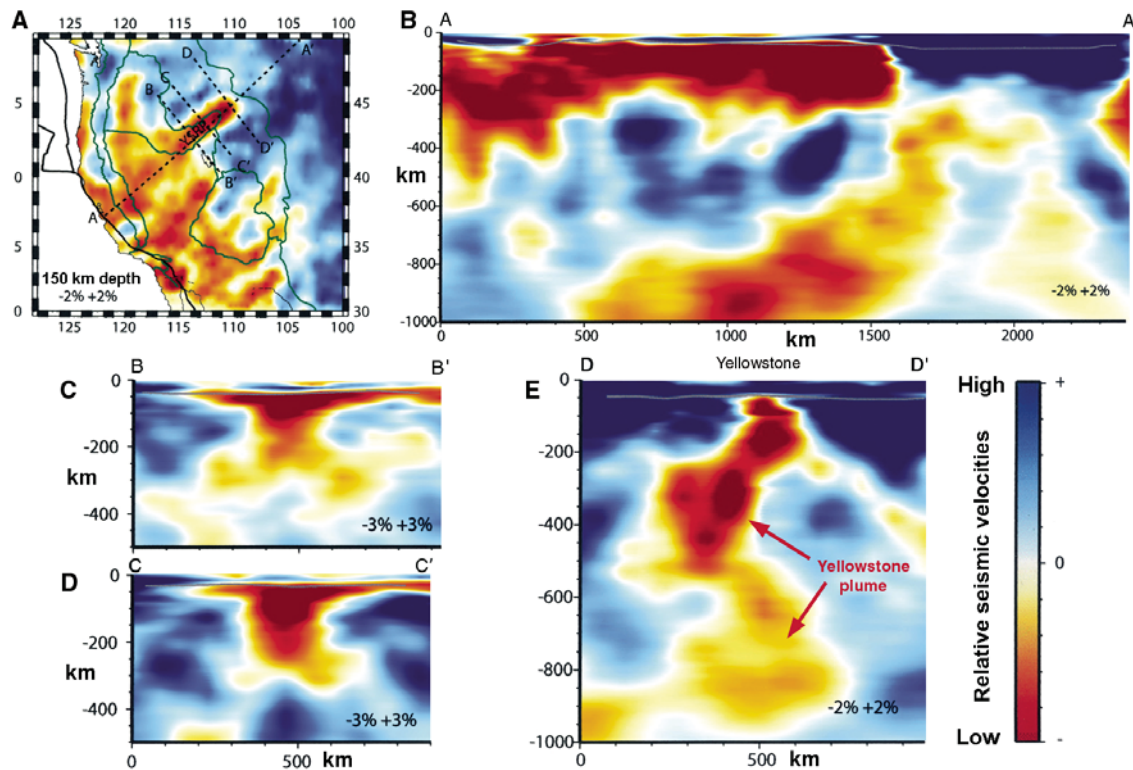 A
125 120 115 110 105 100
D
A'
C
B
A'
5
45
YSRP
D'
0
C'
40
B'
A
5
35
150 km depth
-2% +2%
0
30
125 120 115 110 105 100
B
A
A
0
-200
-400
km
-600
-800
-1000
-2% +2%
0 500 1000 1500 2000
km
C
B
B'
0
-200
km
-400
-3% +3%
D
C
C'
0
-200
km
-400
-3% +3%
0 500
km
E
D
Yellowstone
D'
0
-200
-400
Yellowstone
plume
-600
-800
-2% +2%
-1000
0 500
km
High
+
Relative seismic velocities
0
Low
-